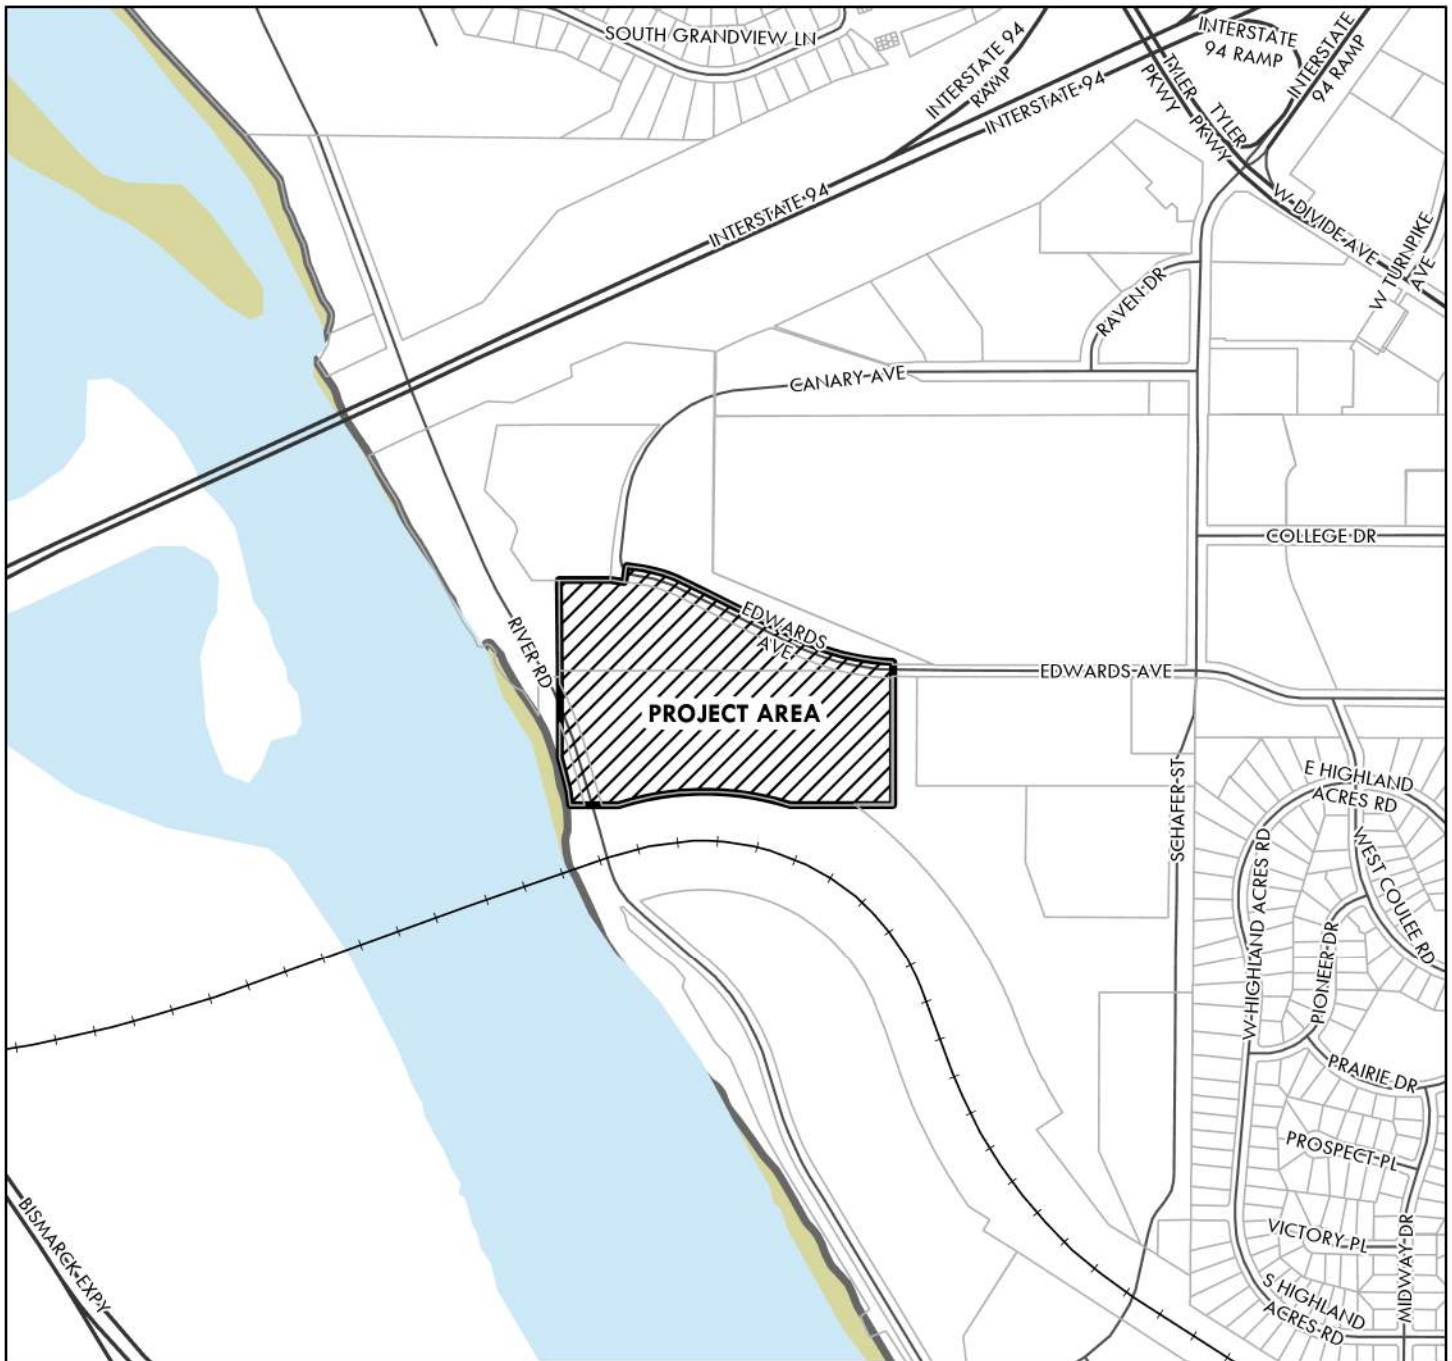 SOUTH GRANDVIEW LN
INTERSTATE 94
RAMP
INTERSTATE 94
INTERSTATE 94
INTERSTATE
94 RAMP
INTERSTATE
94 RAMP
TYLER
PKWY
TYLER
PKWY
W DIVIDE AVE
W TURNPIKE
AVE
RAVEN DR
CANARY AVE
COLLEGE DR
RIVER RD
EDWARDS
AVE
EDWARDS AVE
PROJECT AREA
SCHAFER ST
E HIGHLAND
ACRES RD
W HIGHLAND ACRES RD
WEST COULEE RD
PIONEER DR
PRAIRIE DR
PROSPECT PL
VICTORY PL
MIDWAY DR
S HIGHLAND
ACRES RD
BISMARCK EXPY